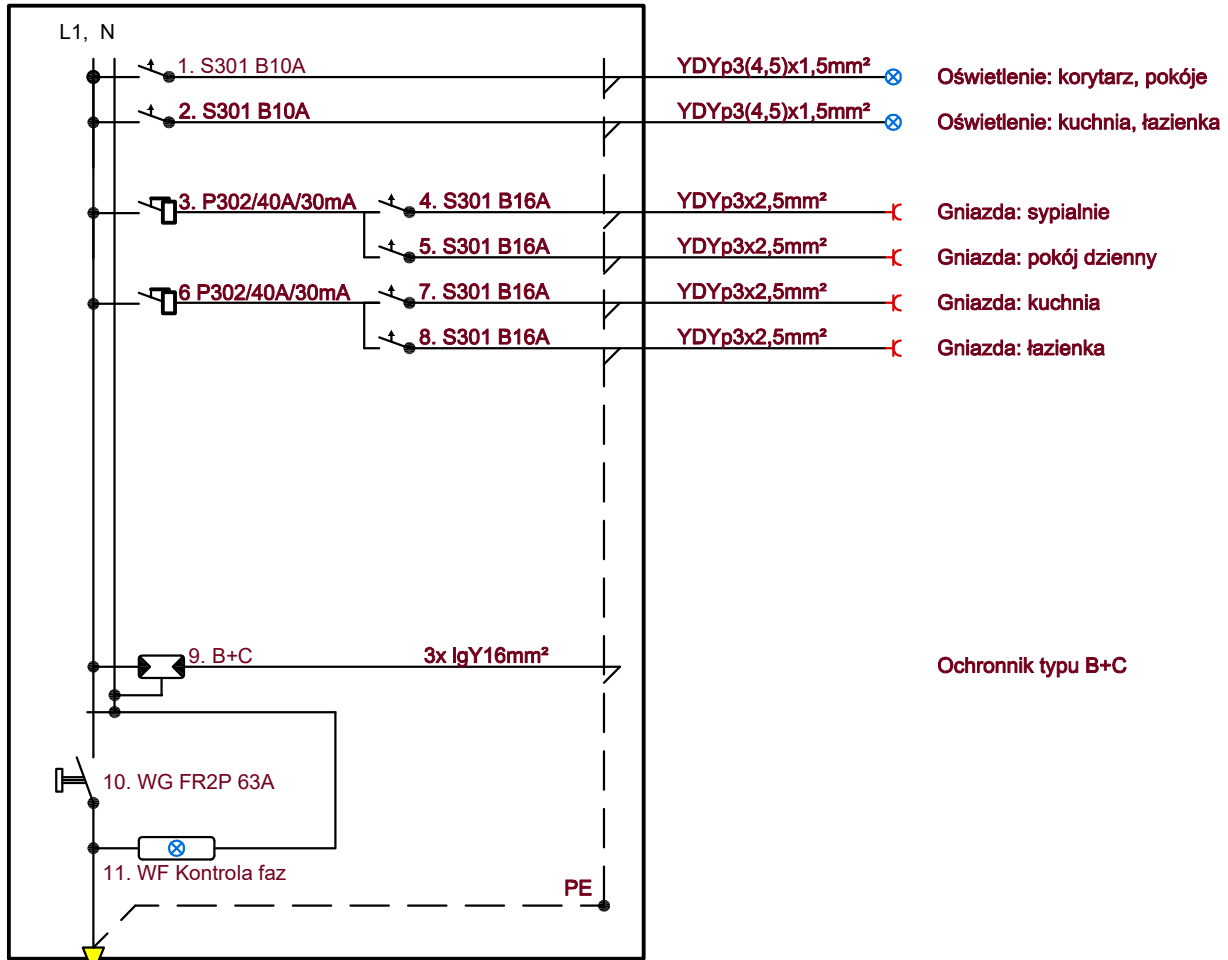 L1, N
1. S301 B10A YDYp3(4,5)x1,5mm² Oświetlenie: korytarz, pokóje
2. S301 B10A YDYp3(4,5)x1,5mm² Oświetlenie: kuchnia, łazienka
3. P302/40A/30mA 4. S301 B16A YDYp3x2,5mm² Gniazda: sypialnie
5. S301 B16A YDYp3x2,5mm² Gniazda: pokój dzienny
6 P302/40A/30mA 7. S301 B16A YDYp3x2,5mm² Gniazda: kuchnia
8. S301 B16A YDYp3x2,5mm² Gniazda: łazienka
9. B+C 3x lgY16mm² Ochronnik typu B+C
10. WG FR2P 63A
11. WF Kontrola faz
PE